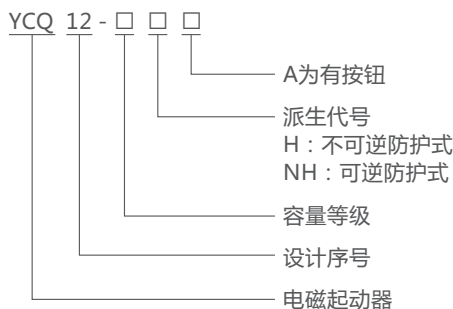 YCQ 12 - □ □ □
A为有按钮
派生代号
H：不可逆防护式
NH：可逆防护式
容量等级
设计序号
电磁起动器